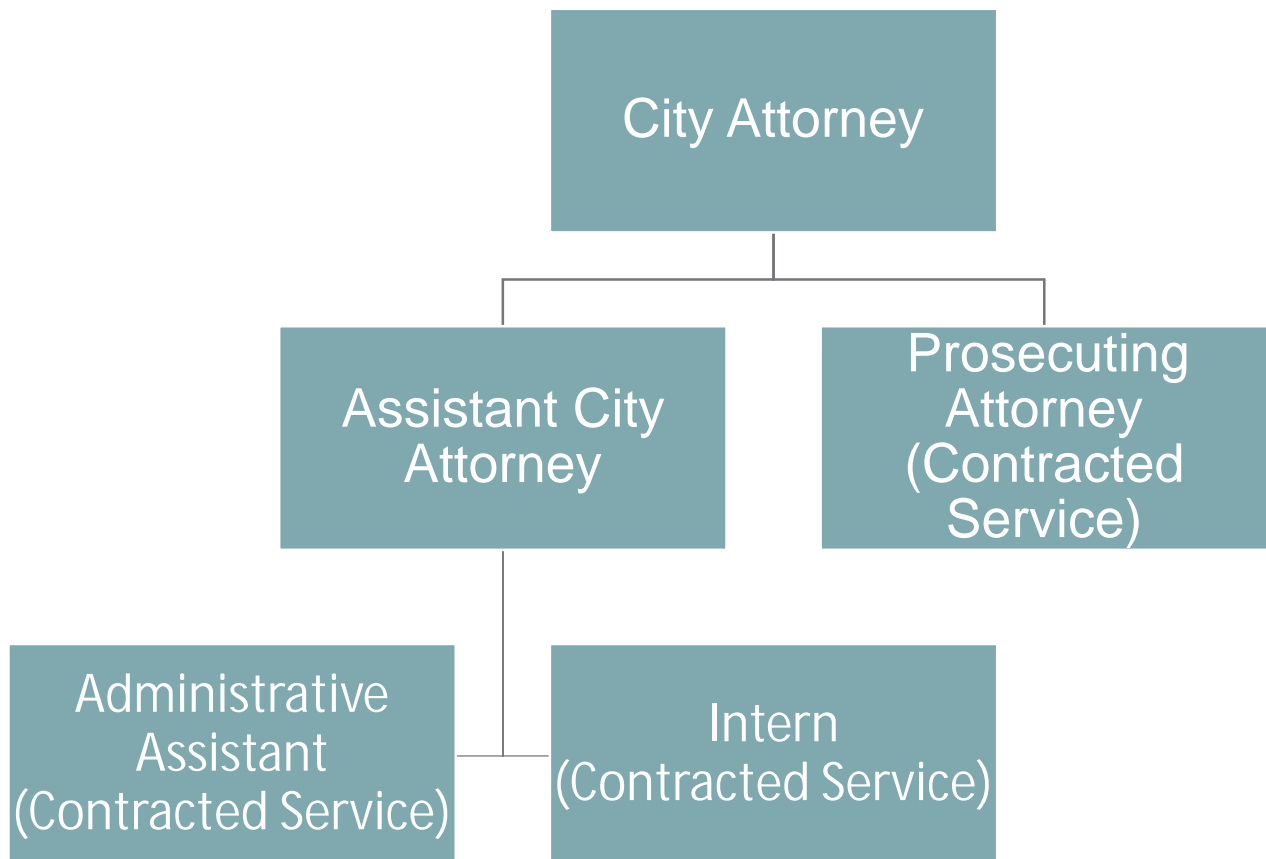 City Attorney
Assistant City
Attorney
Prosecuting
Attorney
(Contracted
Service)
Administrative
Assistant
(Contracted Service)
Intern
(Contracted Service)